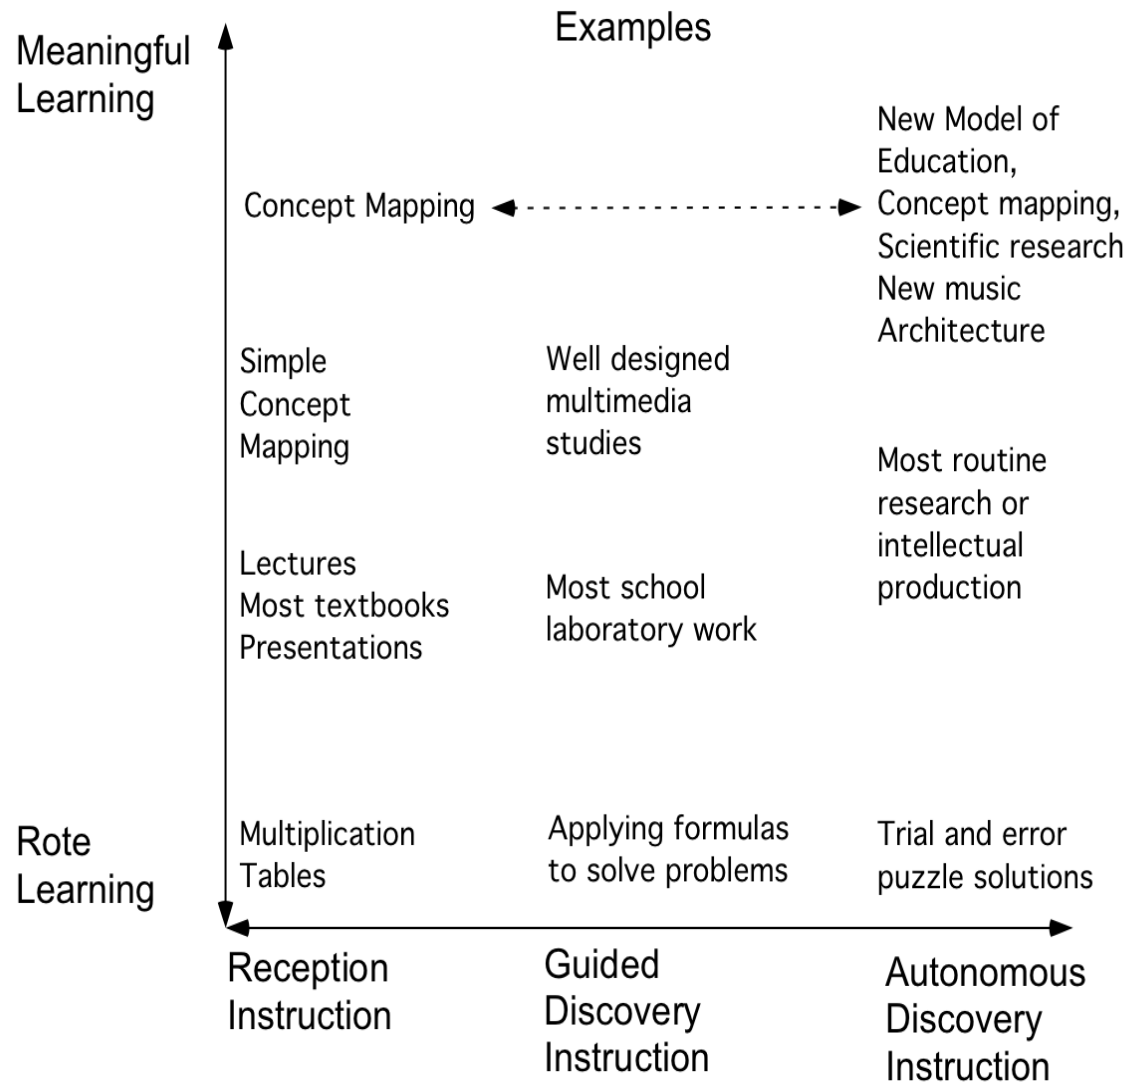 Examples
Meaningful
Learning
New Model of
Education,
Concept mapping,
Scientific research
New music
Architecture
Concept Mapping
Simple
Concept
Mapping
Well designed
multimedia
studies
Most routine
research or
intellectual
production
Lectures
Most textbooks
Presentations
Most school
laboratory work
Rote
Learning
Multiplication
Tables
Applying formulas
to solve problems
Trial and error
puzzle solutions
Reception
Instruction
Guided
Discovery
Instruction
Autonomous
Discovery
Instruction